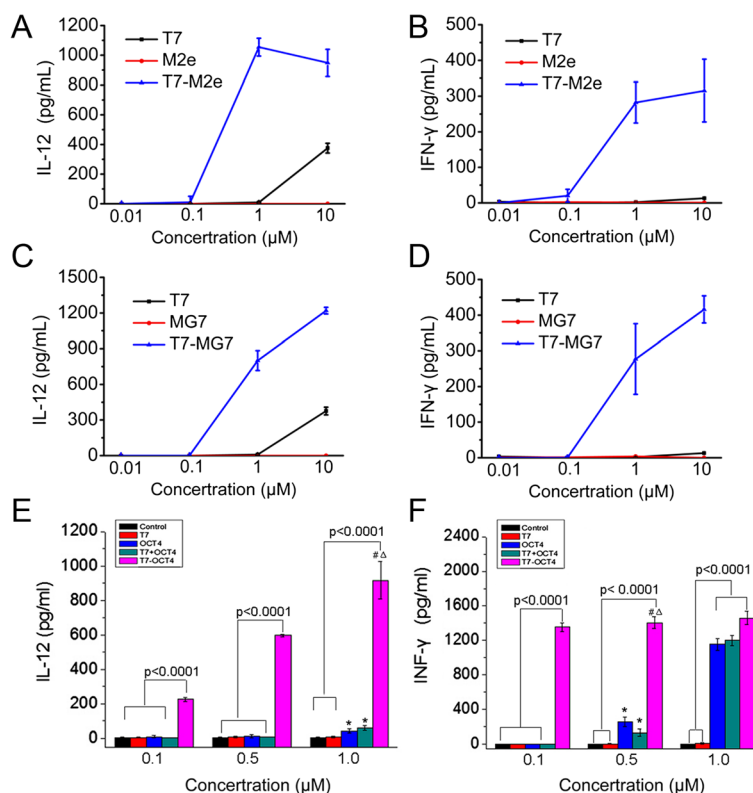 A
1200
1000
800
600
400
200
0
IL-12 (pg/mL)
T7
M2e
T7-M2e
0.01 0.1 1 10
Concertration (µM)
B
500
400
300
200
100
0
IFN-γ (pg/mL)
T7
M2e
T7-M2e
0.01 0.1 1 10
Concertration (µM)
C
1500
1200
900
600
300
0
IL-12 (pg/mL)
T7
MG7
T7-MG7
0.01 0.1 1 10
Concertration (µM)
D
500
400
300
200
100
0
IFN-γ (pg/mL)
T7
MG7
T7-MG7
0.01 0.1 1 10
Concertration (µM)
E
1200
1000
800
600
400
200
0
IL-12 (pg/ml)
Control
T7
OCT4
T7+OCT4
T7-OCT4
p<0.0001
p<0.0001
p<0.0001
#Δ
* *
0.1 0.5 1.0
Concentration (µM)
F
2400
2000
1600
1200
800
400
0
INF-γ (pg/ml)
Control
T7
OCT4
T7+OCT4
T7-OCT4
p<0.0001
p< 0.0001
p<0.0001
#Δ
* *
0.1 0.5 1.0
Concentration (µM)